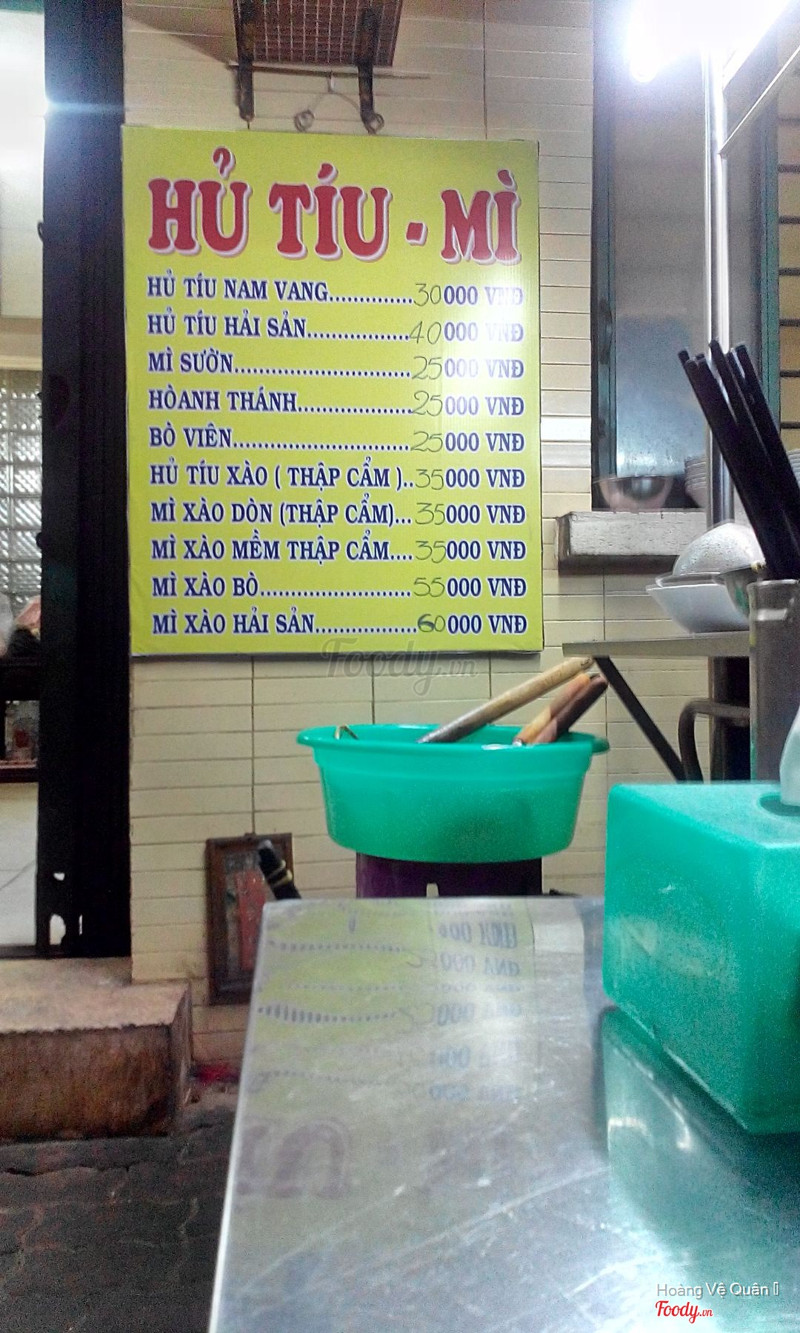 HỦ TÍU - MÌ
HỦ TÍU NAM VANG..............30000 VNĐ
HỦ TÍU HẢI SẢN.................40000 VNĐ
MÌ SƯỜN.............................25000 VNĐ
HÒANH THÁNH...................25000 VNĐ
BÒ VIÊN..............................25000 VNĐ
HỦ TÍU XÀO ( THẬP CẨM )..35000 VNĐ
MÌ XÀO DÒN (THẬP CẨM)...35000 VNĐ
MÌ XÀO MỀM THẬP CẨM....35000 VNĐ
MÌ XÀO BÒ.........................55000 VNĐ
MÌ XÀO HẢI SẢN.................60000 VNĐ
Foody.vn
Hoàng Vệ Quân
Foody.vn